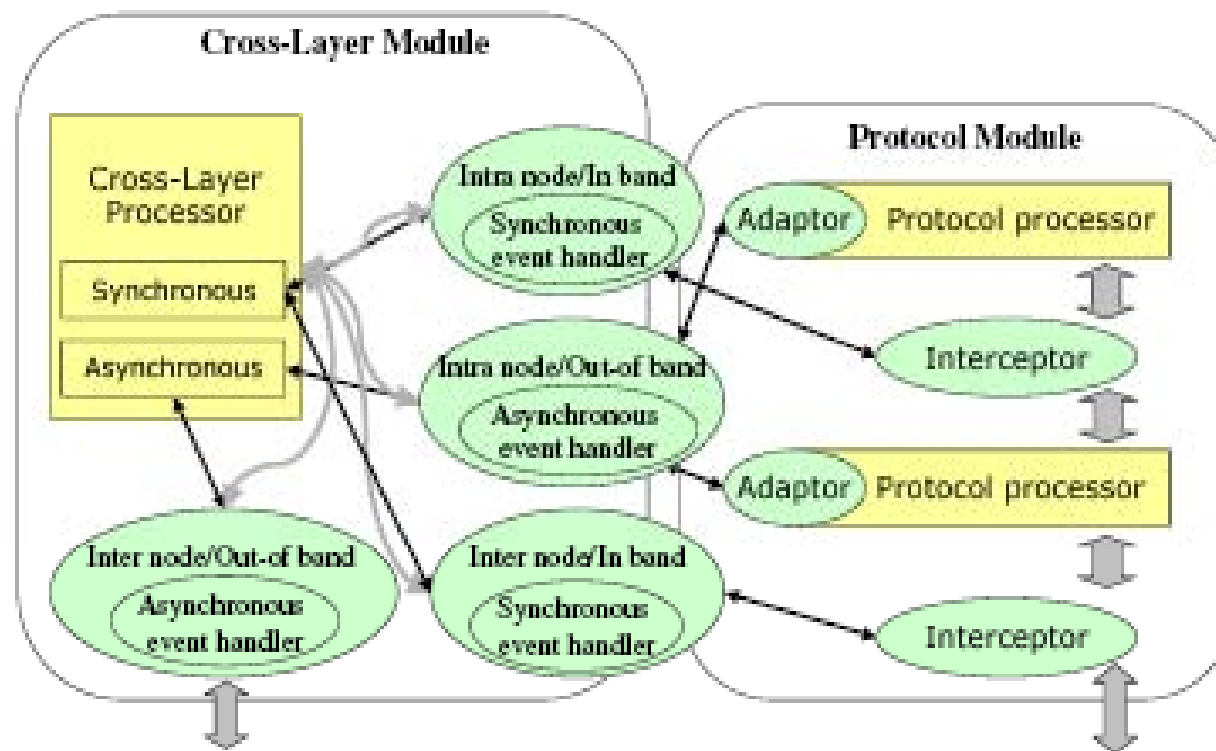 Cross-Layer Module
Cross-Layer
Processor
Synchronous
Asynchronous
Intra node/In band
Synchronous
event handler
Intra node/Out-of band
Asynchronous
event handler
Inter node/Out-of band
Asynchronous
event handler
Inter node/In band
Synchronous
event handler
Protocol Module
Adaptor
Protocol processor
Interceptor
Adaptor
Protocol processor
Interceptor